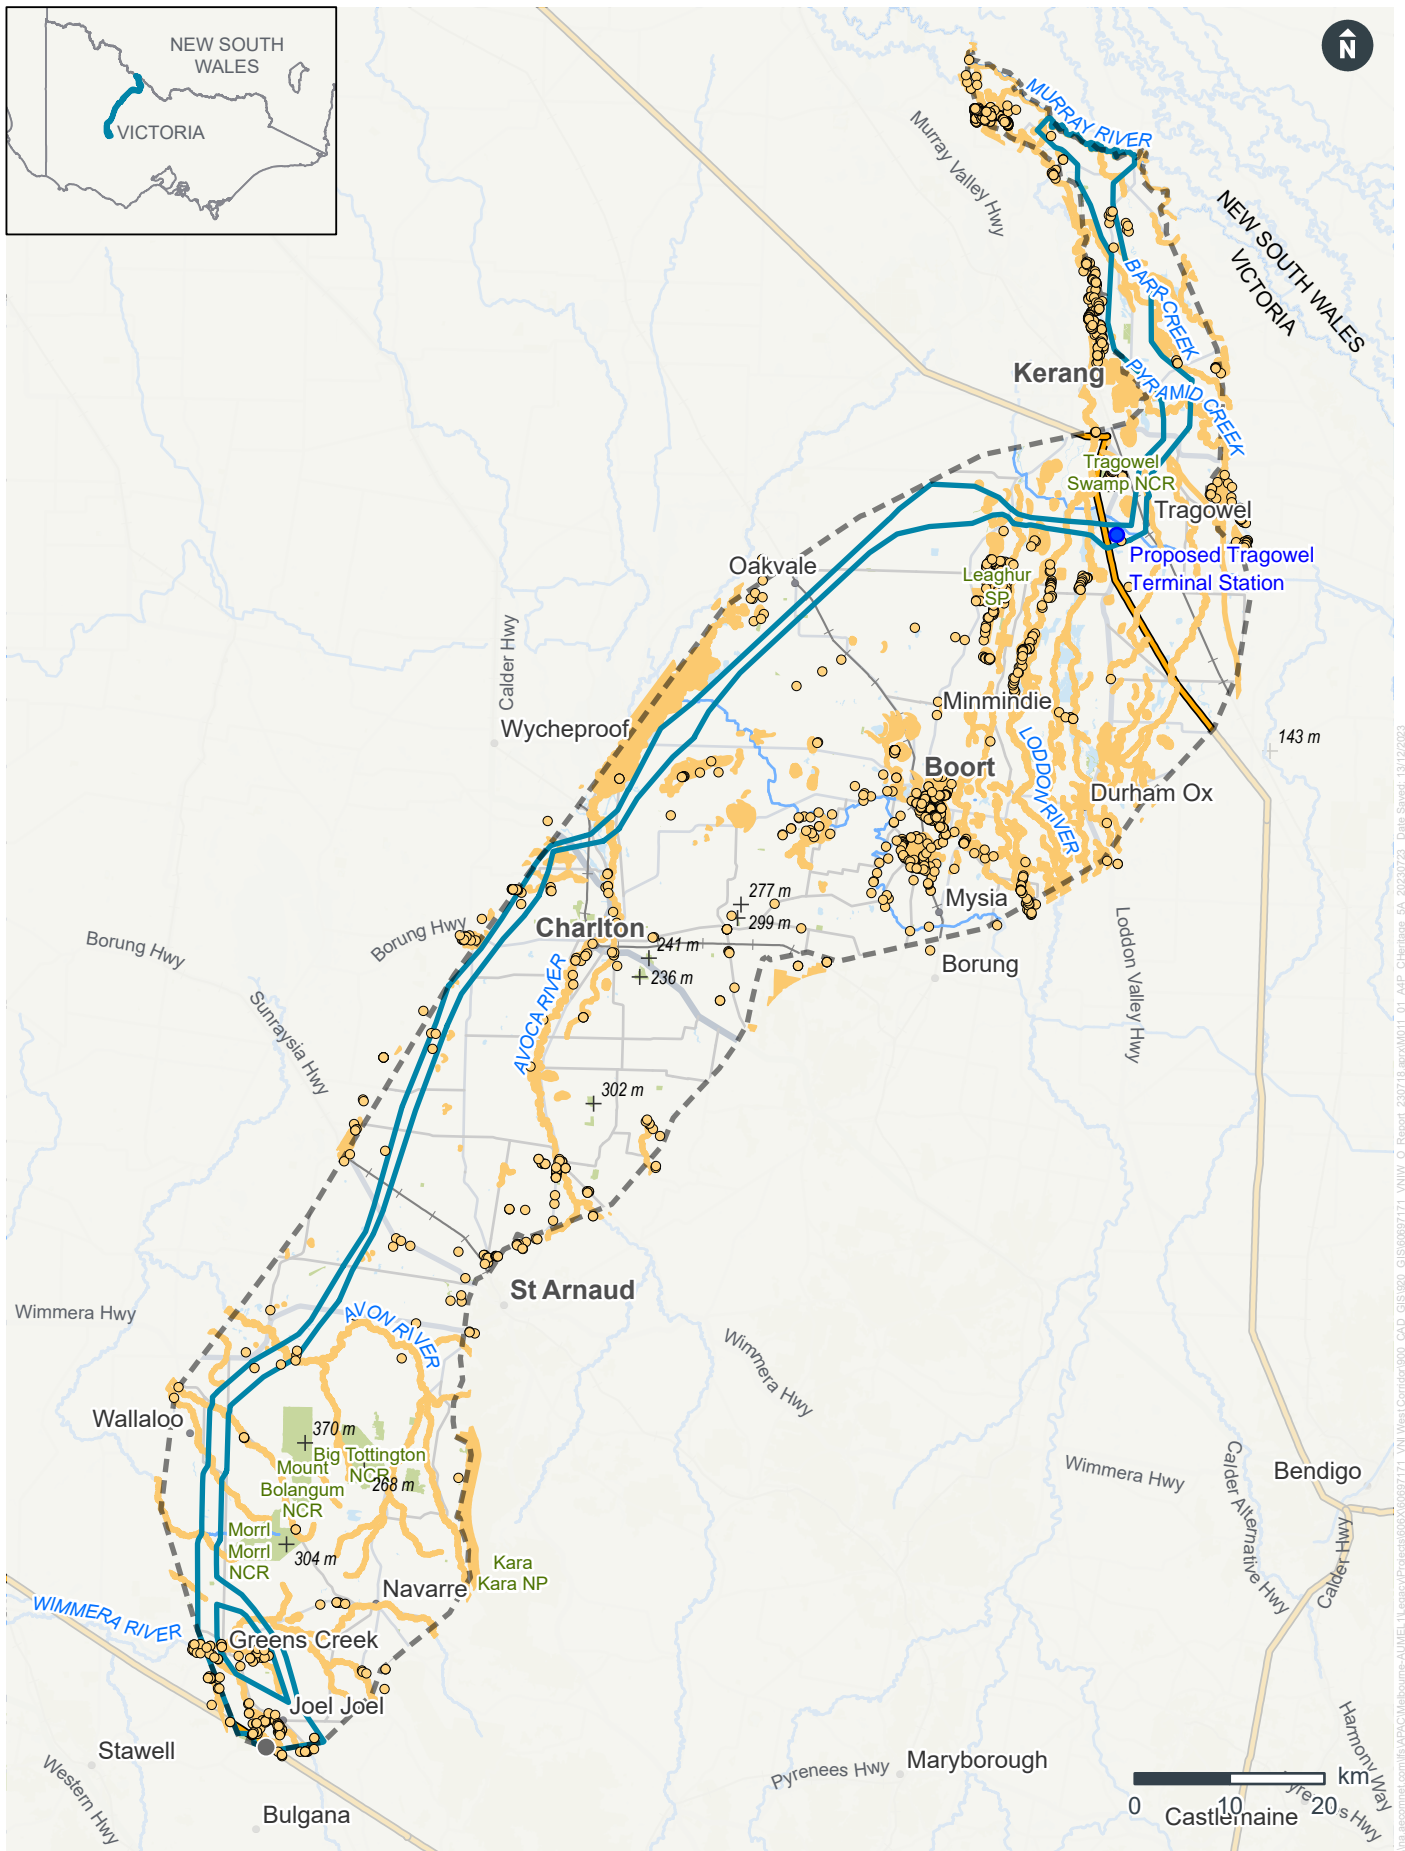 NEW SOUTH
WALES
VICTORIA
N
MURRAY RIVER
Murray Valley Hwy
NEW SOUTH WALES
VICTORIA
BARR CREEK
Kerang
PYRAMID CREEK
Tragowel
Swamp NCR
Tragowel
Proposed Tragowel
Terminal Station
Oakvale
Leaghur
SP
Calder Hwy
Minmindie
Wycheproof
LODDON RIVER
143 m
Boort
Durham Ox
277 m
Mysia
299 m
Charlton
Borung Hwy
Borung Hwy
241 m
236 m
Borung
Loddon Valley Hwy
AVOCA RIVER
Sunraysia Hwy
302 m
St Arnaud
Wimmera Hwy
AVON RIVER
Wimmera Hwy
Wallaloo
370 m
Big Tottington
NCR
268 m
Mount
Bolangum
NCR
Wimmera Hwy
Calder Alternative Hwy
Bendigo
Calder Hwy
Morrl
Morrl
NCR
304 m
Kara
Kara NP
Navarre
WIMMERA RIVER
Greens Creek
Joel Joel
Stawell
Western Hwy
Bulgana
Pyrenees Hwy
Maryborough
Harmony Way
Pyrenees Hwy
km
0 10 20
Castlemaine